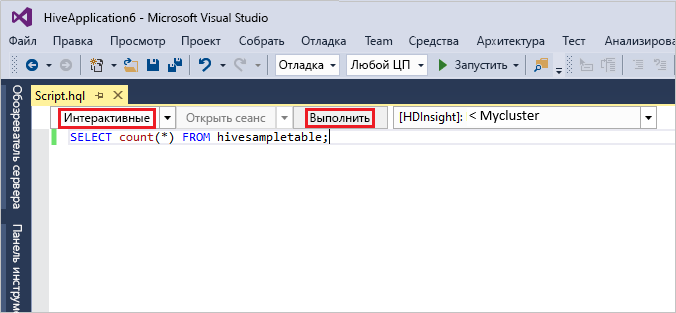 HiveApplication6 - Microsoft Visual Studio
Файл Правка Просмотр Проект Собрать Отладка Team Средства Архитектура Тест Анализирова
Отладка Любой ЦП Запустить
Обозреватель сервера
Панель инструме
Script.hql
Интерактивные Открыть сеанс Выполнить [HDInsight]: < Mycluster
SELECT count(*) FROM hivesampletable;